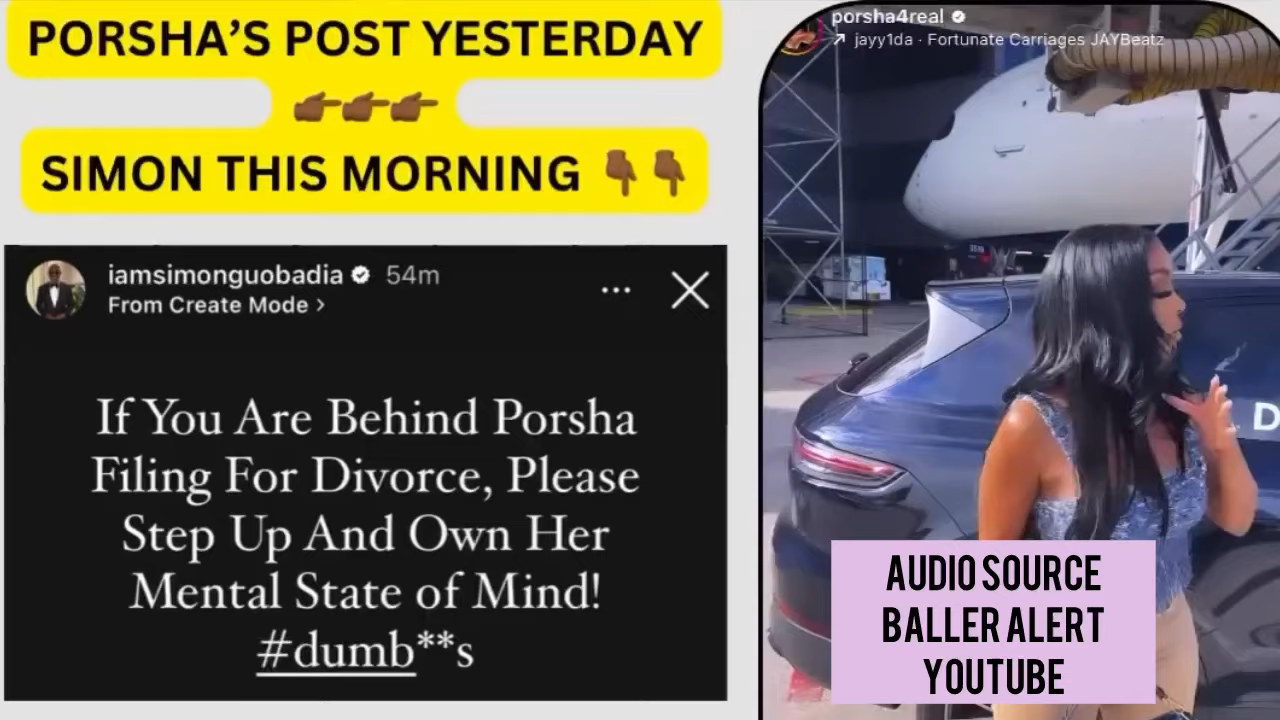 PORSHA'S POST YESTERDAY
👉🏾👉🏾👉🏾
SIMON THIS MORNING 👇🏾👇🏾
iamsimonguobadia 54m
From Create Mode >
If You Are Behind Porsha
Filing For Divorce, Please
Step Up And Own Her
Mental State of Mind!
#dumb**s
porsha4real
jayy1da · Fortunate Carriages JAYBeatz
D
AUDIO SOURCE
BALLER ALERT
YOUTUBE